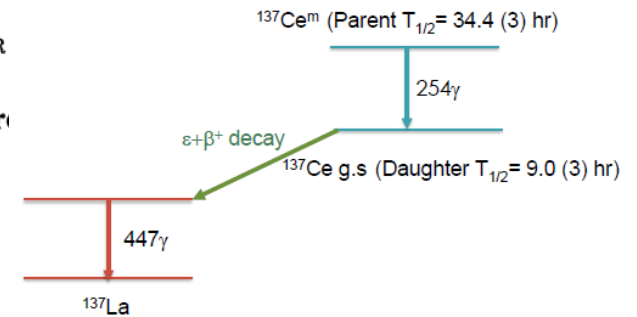 ¹³⁷Ceᵐ (Parent T₁/₂= 34.4 (3) hr)
254γ
ε+β⁺ decay
¹³⁷Ce g.s (Daughter T₁/₂= 9.0 (3) hr)
447γ
¹³⁷La